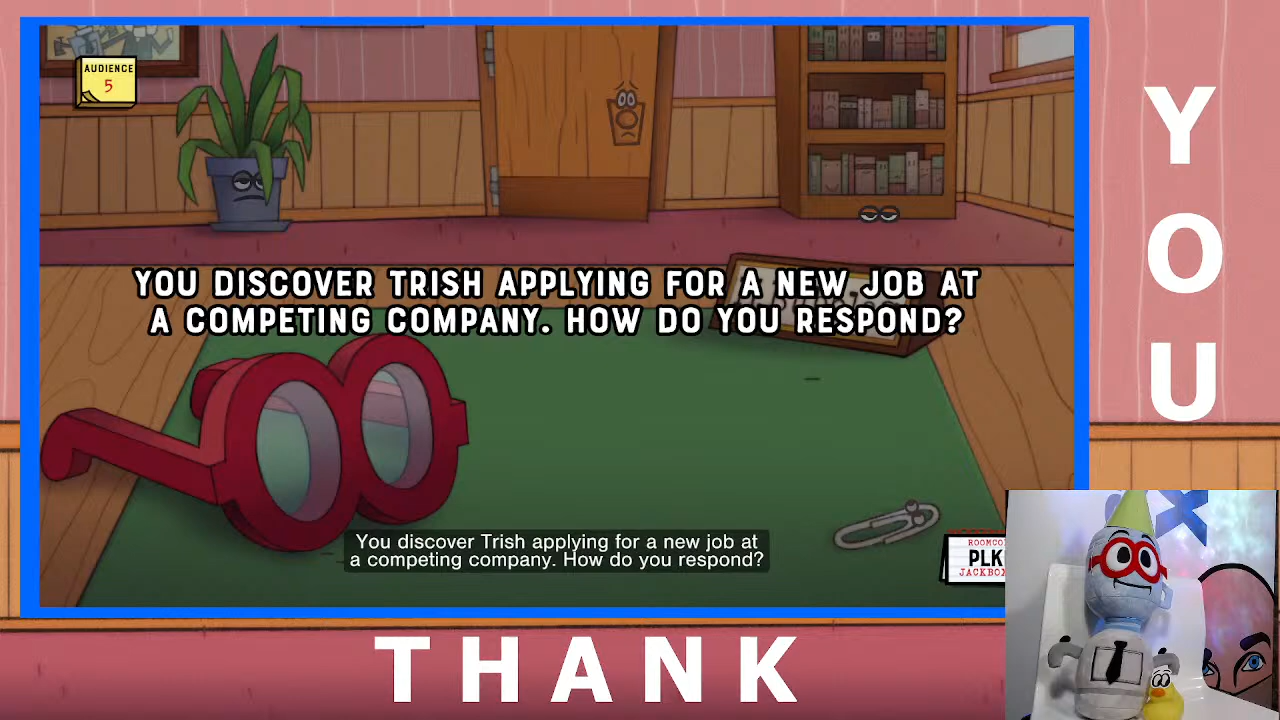 AUDIENCE
5
YOU DISCOVER TRISH APPLYING FOR A NEW JOB AT
A COMPETING COMPANY. HOW DO YOU RESPOND?
You discover Trish applying for a new job at
a competing company. How do you respond?
PLK
JACKBOX
THANK
YOU